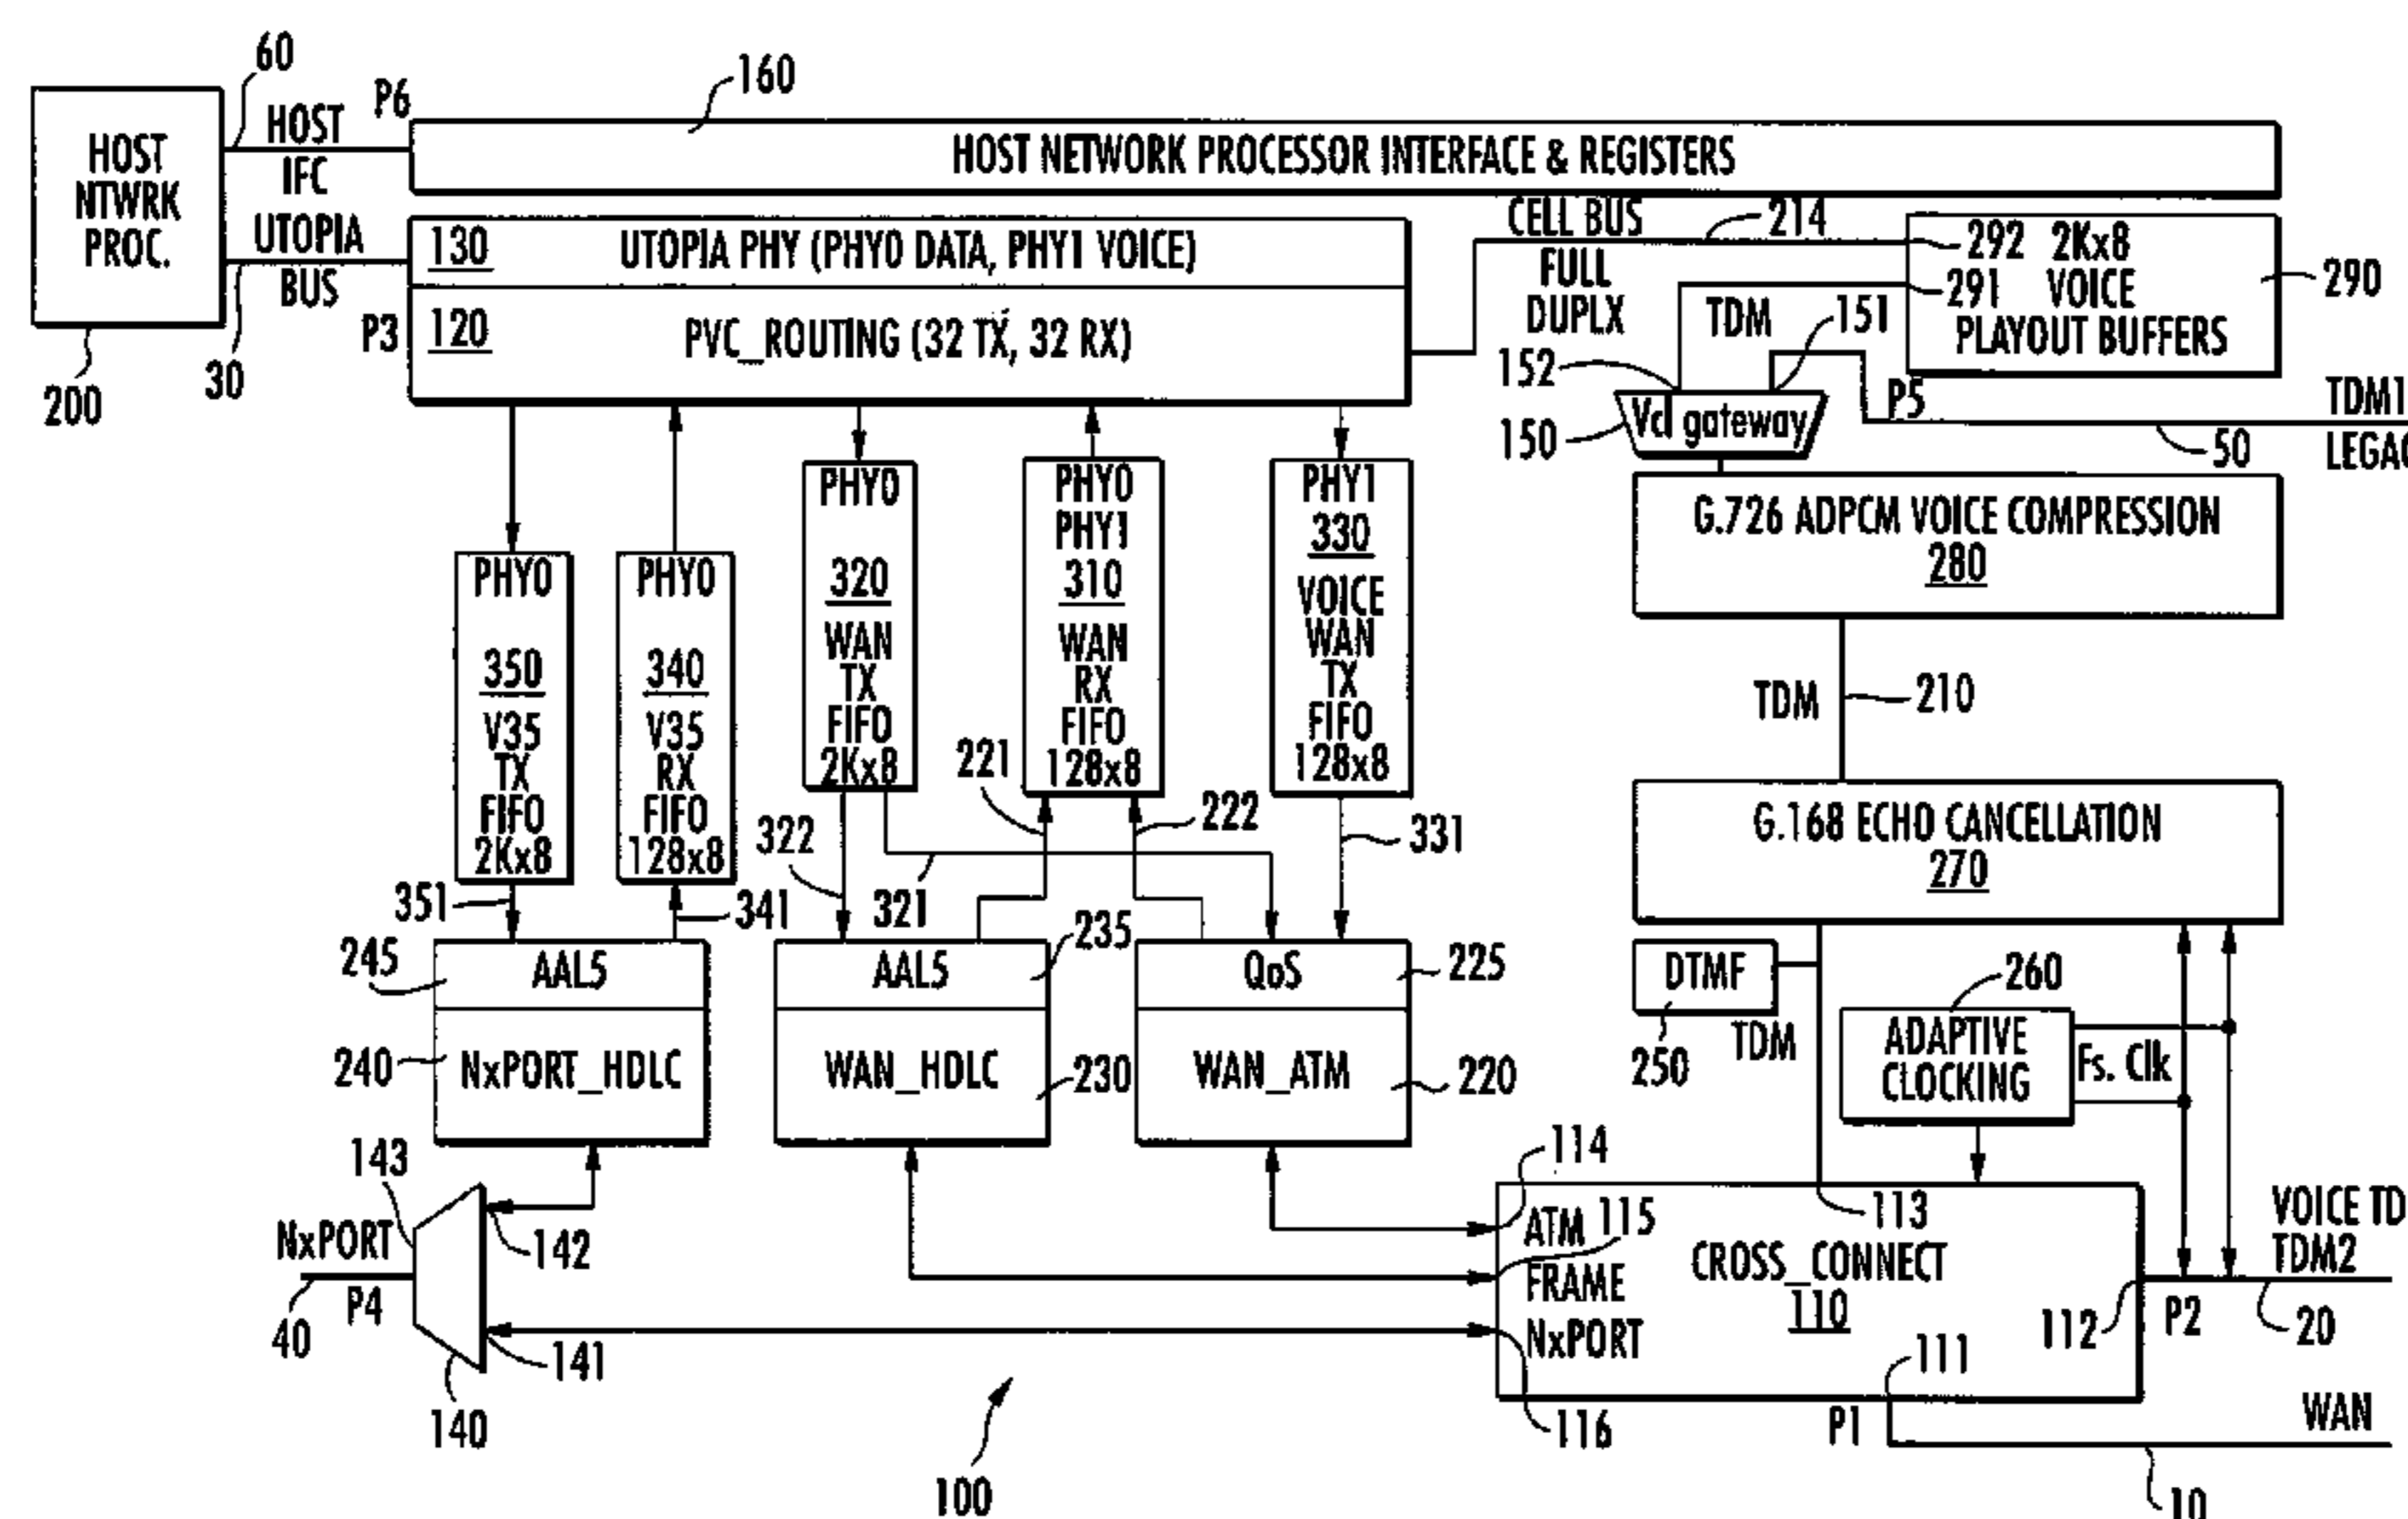 60
P6
160
HOST
NTWRK
PROC.
HOST
IFC
HOST NETWORK PROCESSOR INTERFACE & REGISTERS
UTOPIA
BUS
130
UTOPIA PHY (PHY0 DATA, PHY1 VOICE)
CELL BUS
214
FULL
DUPLX
292 2Kx8
291 VOICE
PLAYOUT BUFFERS
290
P3
120
PVC_ROUTING (32 TX, 32 RX)
TDM
151
200
30
152
150
Vcl gateway
P5
TDM1
LEGAC
50
PHY0
350
V35
TX
FIFO
2Kx8
PHY0
340
V35
RX
FIFO
128x8
PHY0
320
WAN
TX
FIFO
2Kx8
PHY0
PHY1
310
WAN
RX
FIFO
128x8
PHY1
330
VOICE
WAN
TX
FIFO
128x8
G.726 ADPCM VOICE COMPRESSION
280
TDM
210
221
222
322
321
331
G.168 ECHO CANCELLATION
270
351
341
245
AAL5
AAL5
235
QoS
225
DTMF
250
TDM
260
ADAPTIVE
CLOCKING
Fs. Clk
240
NxPORT_HDLC
WAN_HDLC
230
WAN_ATM
220
143
NxPORT
P4
40
142
141
140
114
ATM
115
FRAME
NxPORT
CROSS_CONNECT
110
113
112
P2
VOICE TD
TDM2
20
116
P1
111
WAN
10
100